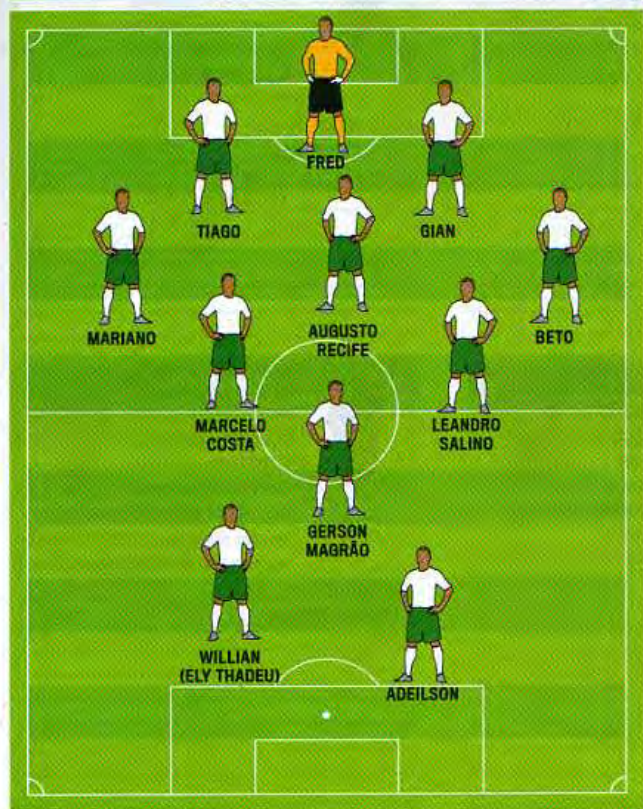 FRED
TIAGO
GIAN
MARIANO
AUGUSTO
RECIFE
BETO
MARCELO
COSTA
LEANDRO
SALINO
GERSON
MAGRÃO
WILLIAN
(ELY THADEU)
ADEILSON